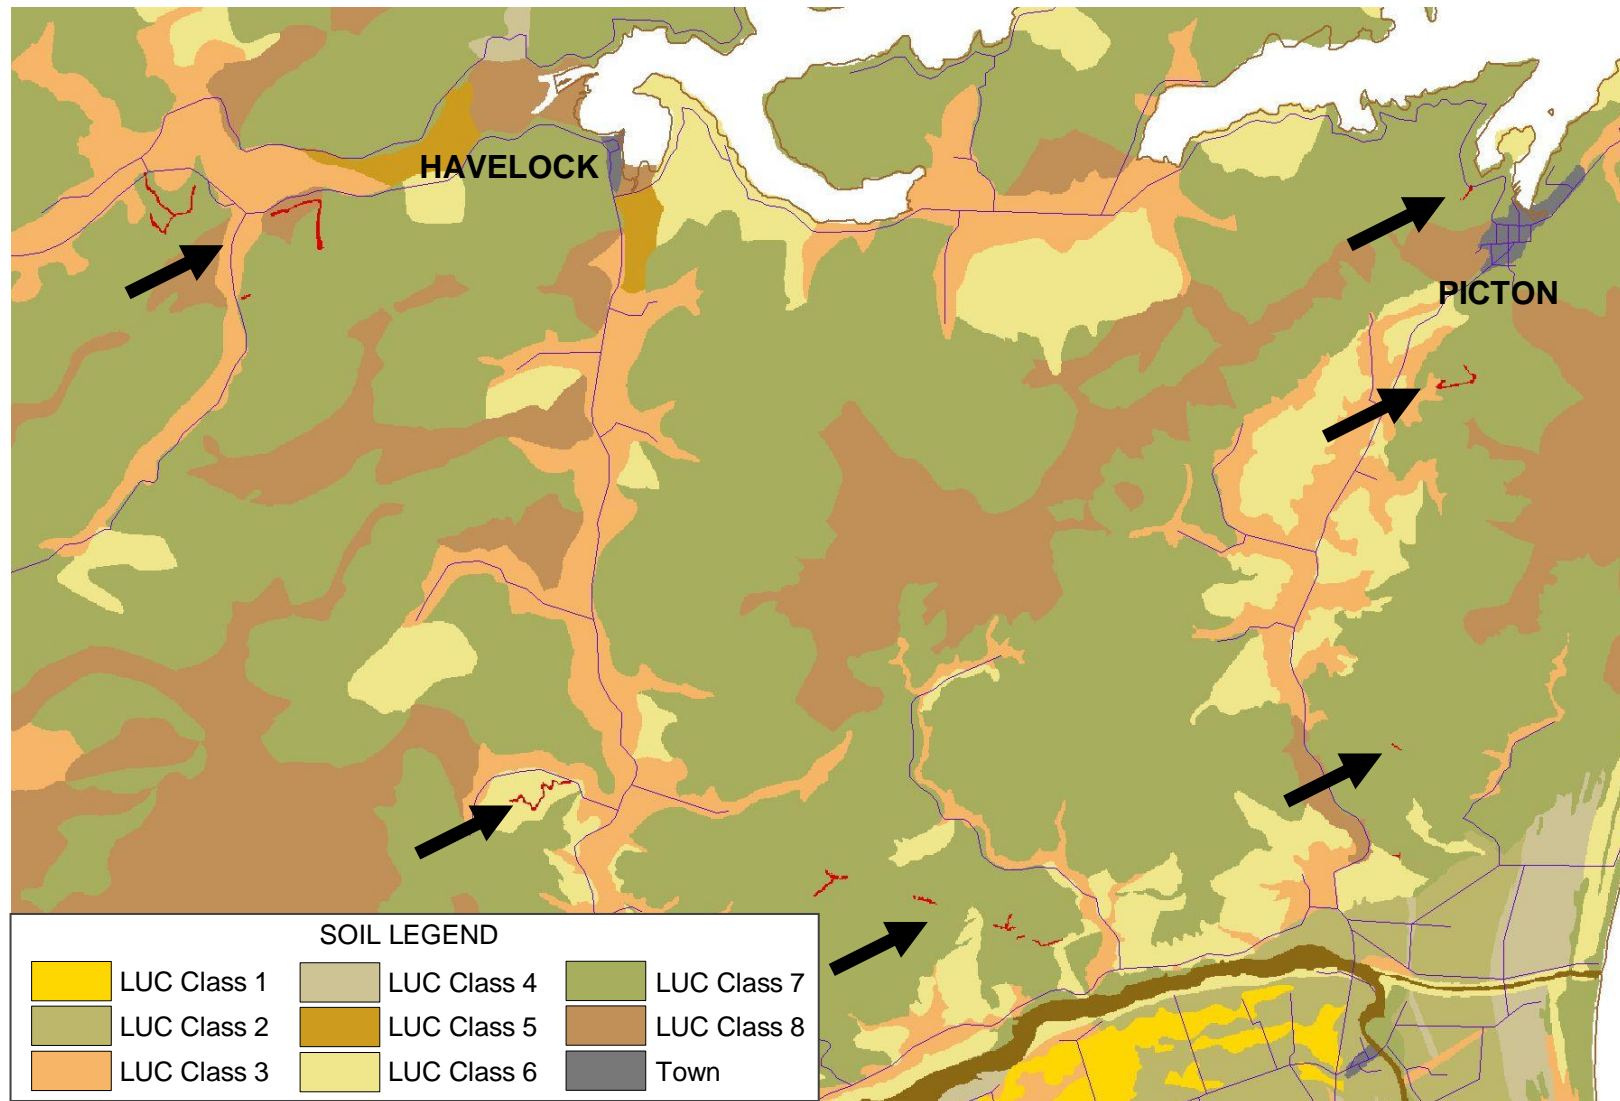 HAVELOCK
PICTON
SOIL LEGEND
LUC Class 1
LUC Class 4
LUC Class 7
LUC Class 2
LUC Class 5
LUC Class 8
LUC Class 3
LUC Class 6
Town